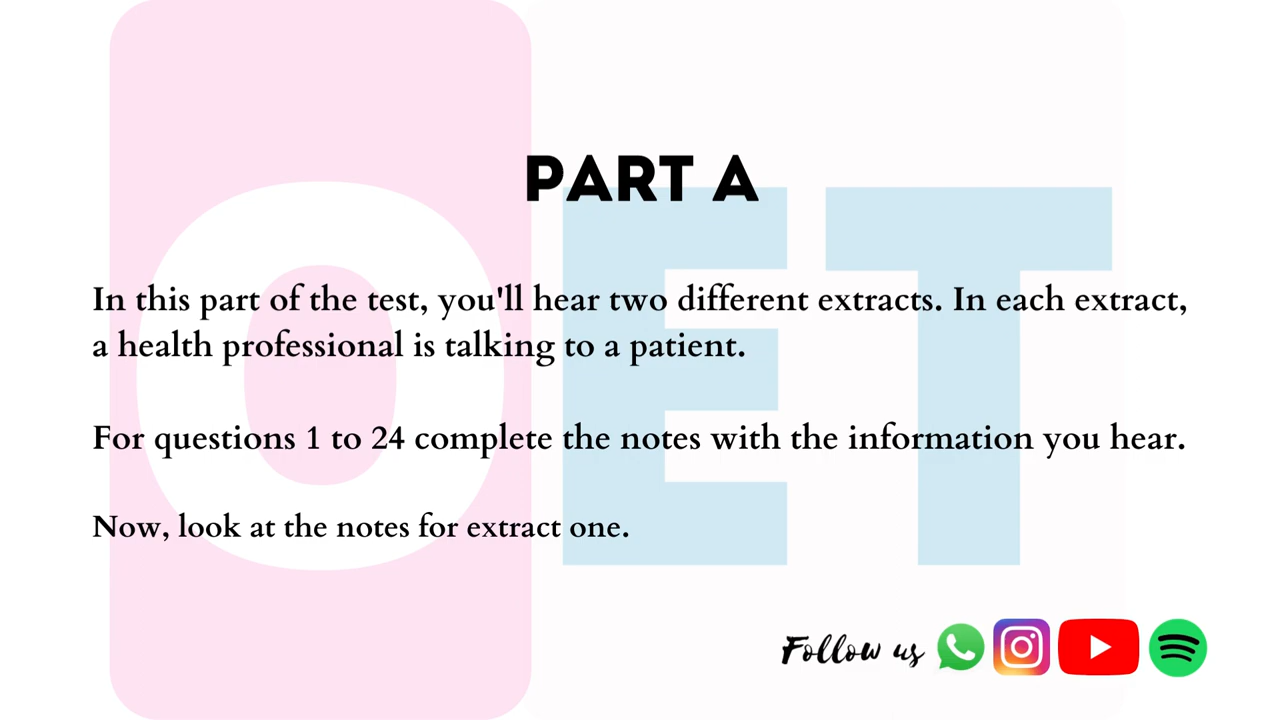 OET
PART A
In this part of the test, you'll hear two different extracts. In each extract,
a health professional is talking to a patient.
For questions 1 to 24 complete the notes with the information you hear.
Now, look at the notes for extract one.
Follow us